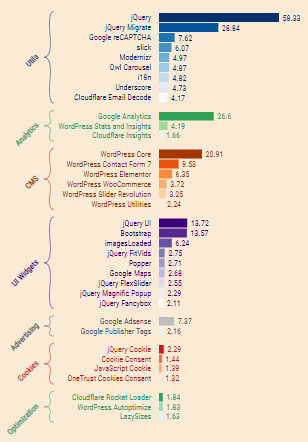 Utils
jQuery 58.33
jQuery Migrate 28.84
Google reCAPTCHA 7.62
slick 6.07
Modernizr 4.97
Owl Carousel 4.87
i18n 4.82
Underscore 4.73
Cloudflare Email Decode 4.17
Analytics
Google Analytics 26.6
WordPress Stats and Insights 4.19
Cloudflare Insights 1.66
CMS
WordPress Core 20.91
WordPress Contact Form 7 9.53
WordPress Elementor 6.35
WordPress WooCommerce 3.72
WordPress Slider Revolution 3.25
WordPress Utilities 2.24
UI Widgets
jQuery UI 13.72
Bootstrap 13.57
imagesLoaded 6.24
jQuery FitVids 2.75
Popper 2.71
Google Maps 2.68
jQuery FlexSlider 2.55
jQuery Magnific Popup 2.29
jQuery Fancybox 2.11
Advertising
Google Adsense 7.37
Google Publisher Tags 2.16
Cookies
jQuery Cookie 2.29
Cookie Consent 1.44
JavaScript Cookie 1.39
OneTrust Cookies Consent 1.32
Optimization
Cloudflare Rocket Loader 1.84
WordPress Autoptimize 1.83
LazySizes 1.63